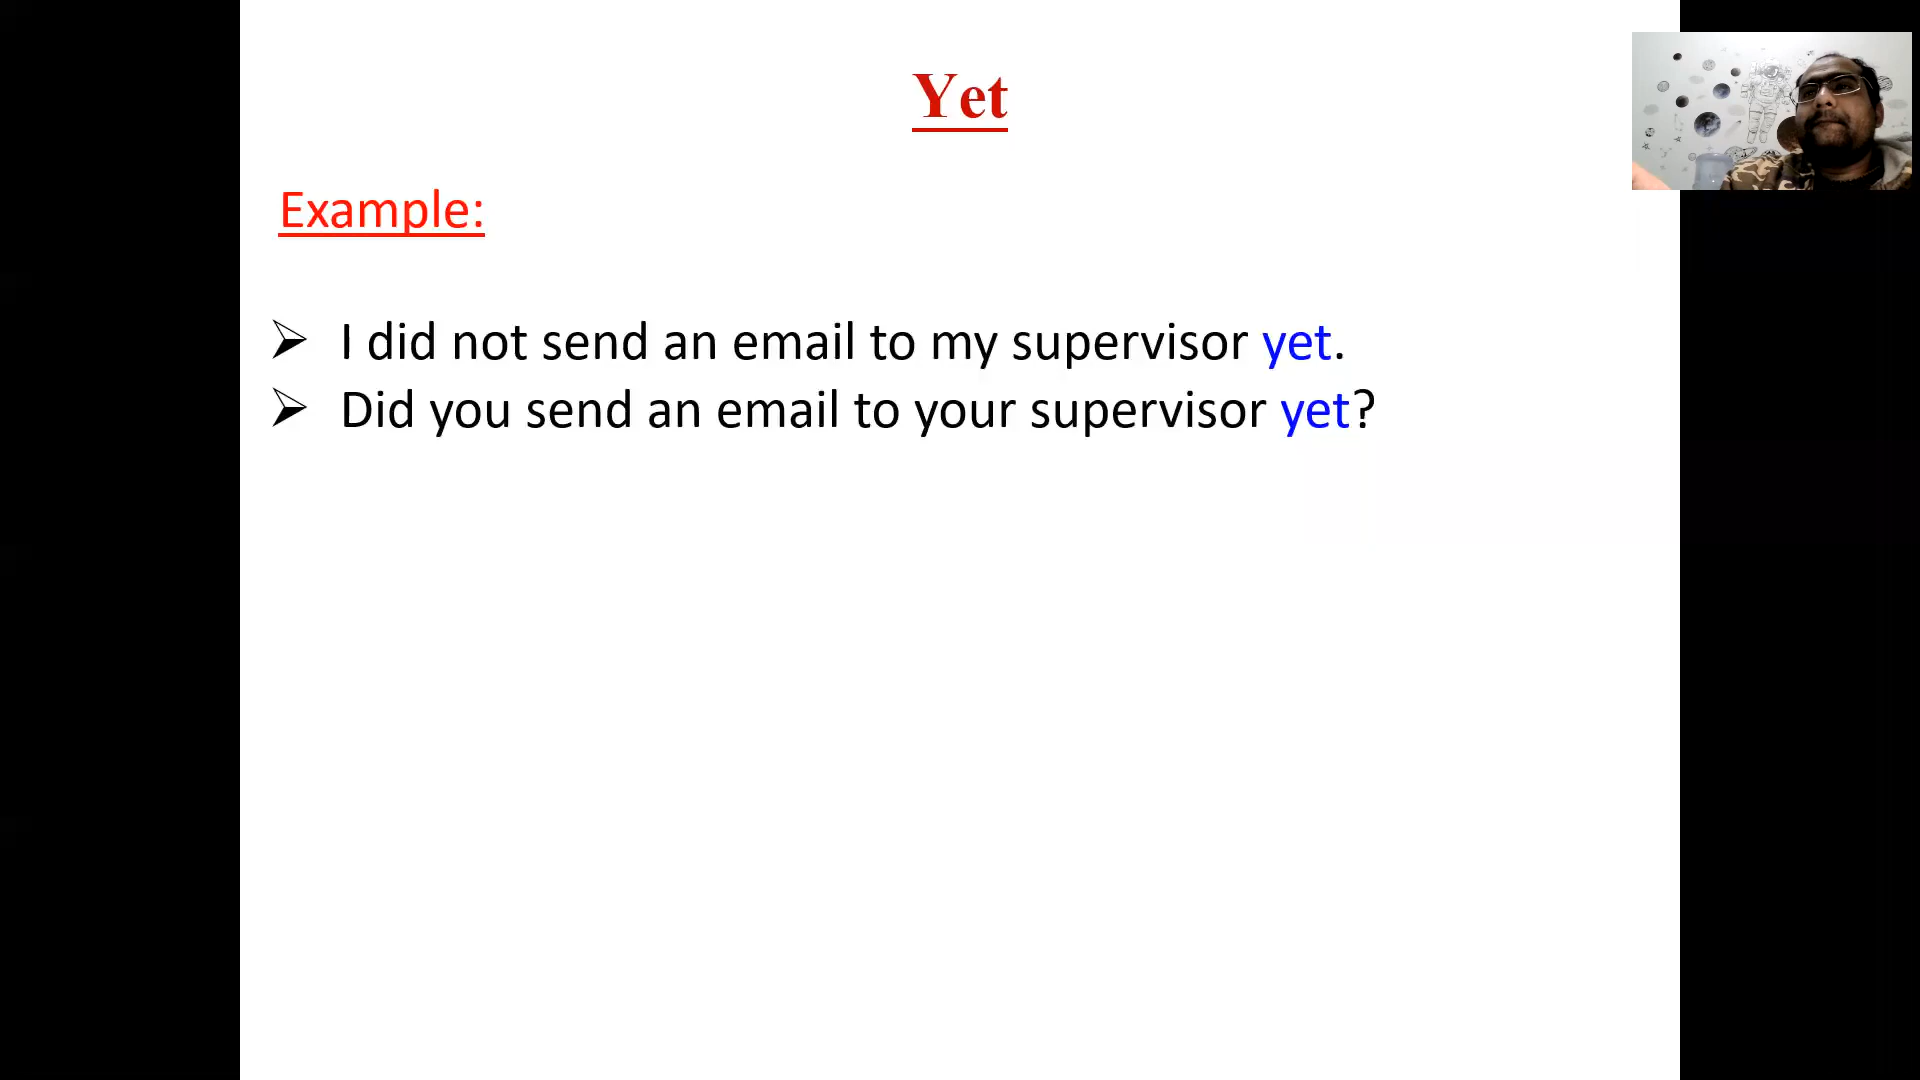 Yet
Example:
➢ I did not send an email to my supervisor yet.
➢ Did you send an email to your supervisor yet?